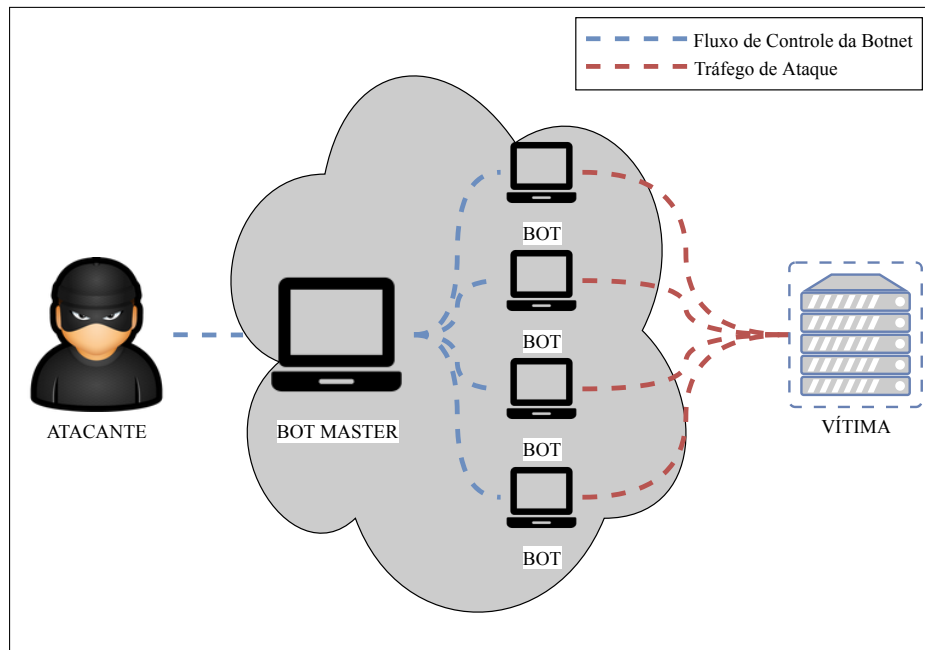 Fluxo de Controle da Botnet
Tráfego de Ataque
BOT
BOT
ATACANTE
BOT MASTER
BOT
BOT
VÍTIMA